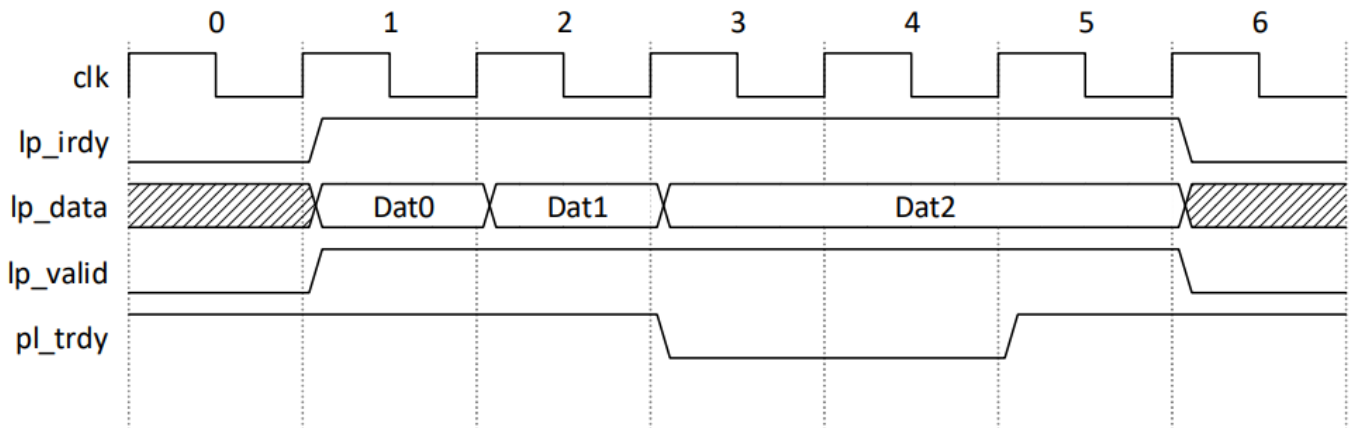 0 1 2 3 4 5 6
clk
lp_irdy
lp_data Dat0 Dat1 Dat2
lp_valid
pl_trdy